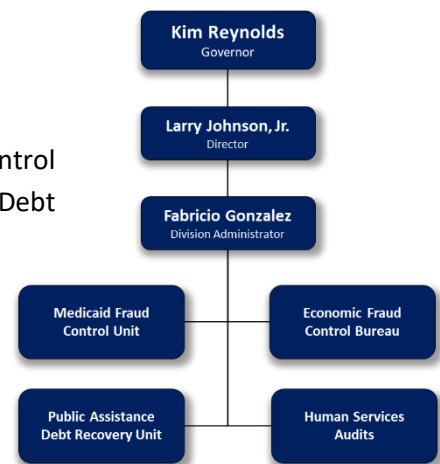 Kim Reynolds
Governor
Larry Johnson, Jr.
Director
ntrol
Debt
Fabricio Gonzalez
Division Administrator
Medicaid Fraud
Control Unit
Economic Fraud
Control Bureau
Public Assistance
Debt Recovery Unit
Human Services
Audits